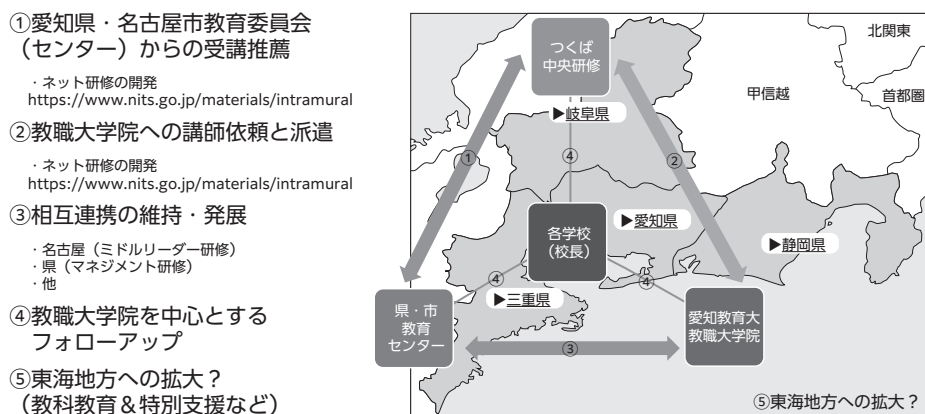 ①愛知県・名古屋市教育委員会
（センター）からの受講推薦
・ネット研修の開発
https://www.nits.go.jp/materials/intramural
②教職大学院への講師依頼と派遣
・ネット研修の開発
https://www.nits.go.jp/materials/intramural
③相互連携の維持・発展
・名古屋（ミドルリーダー研修）
・県（マネジメント研修）
・他
④教職大学院を中心とする
フォローアップ
⑤東海地方への拡大？
（教科教育＆特別支援など）
つくば
中央研修
北関東
甲信越
首都圏
▶岐阜県
①
④
②
各学校
（校長）
▶愛知県
▶静岡県
④
④
▶三重県
県・市
教育
センター
愛知教育大
教職大学院
③
⑤東海地方への拡大？